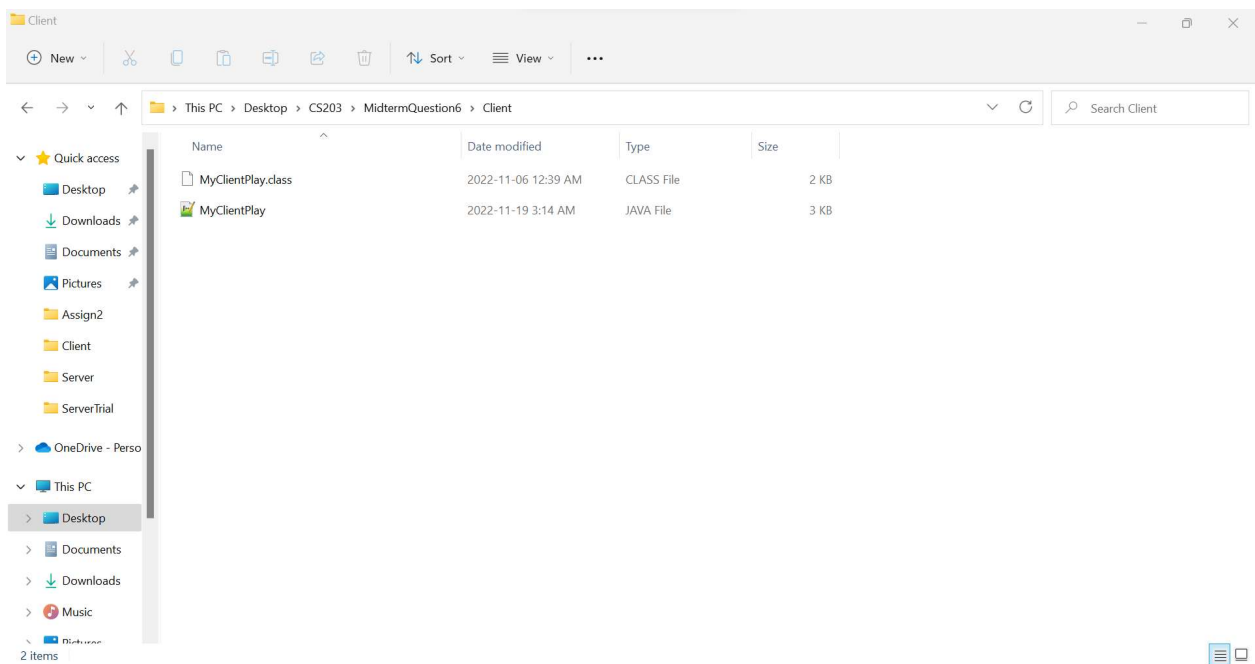 Client
New Sort View
This PC > Desktop > CS203 > MidtermQuestion6 > Client
Search Client
Name Date modified Type Size
MyClientPlay.class 2022-11-06 12:39 AM CLASS File 2 KB
MyClientPlay 2022-11-19 3:14 AM JAVA File 3 KB
Quick access
Desktop
Downloads
Documents
Pictures
Assign2
Client
Server
ServerTrial
OneDrive - Perso
This PC
Desktop
Documents
Downloads
Music
Pictures
2 items